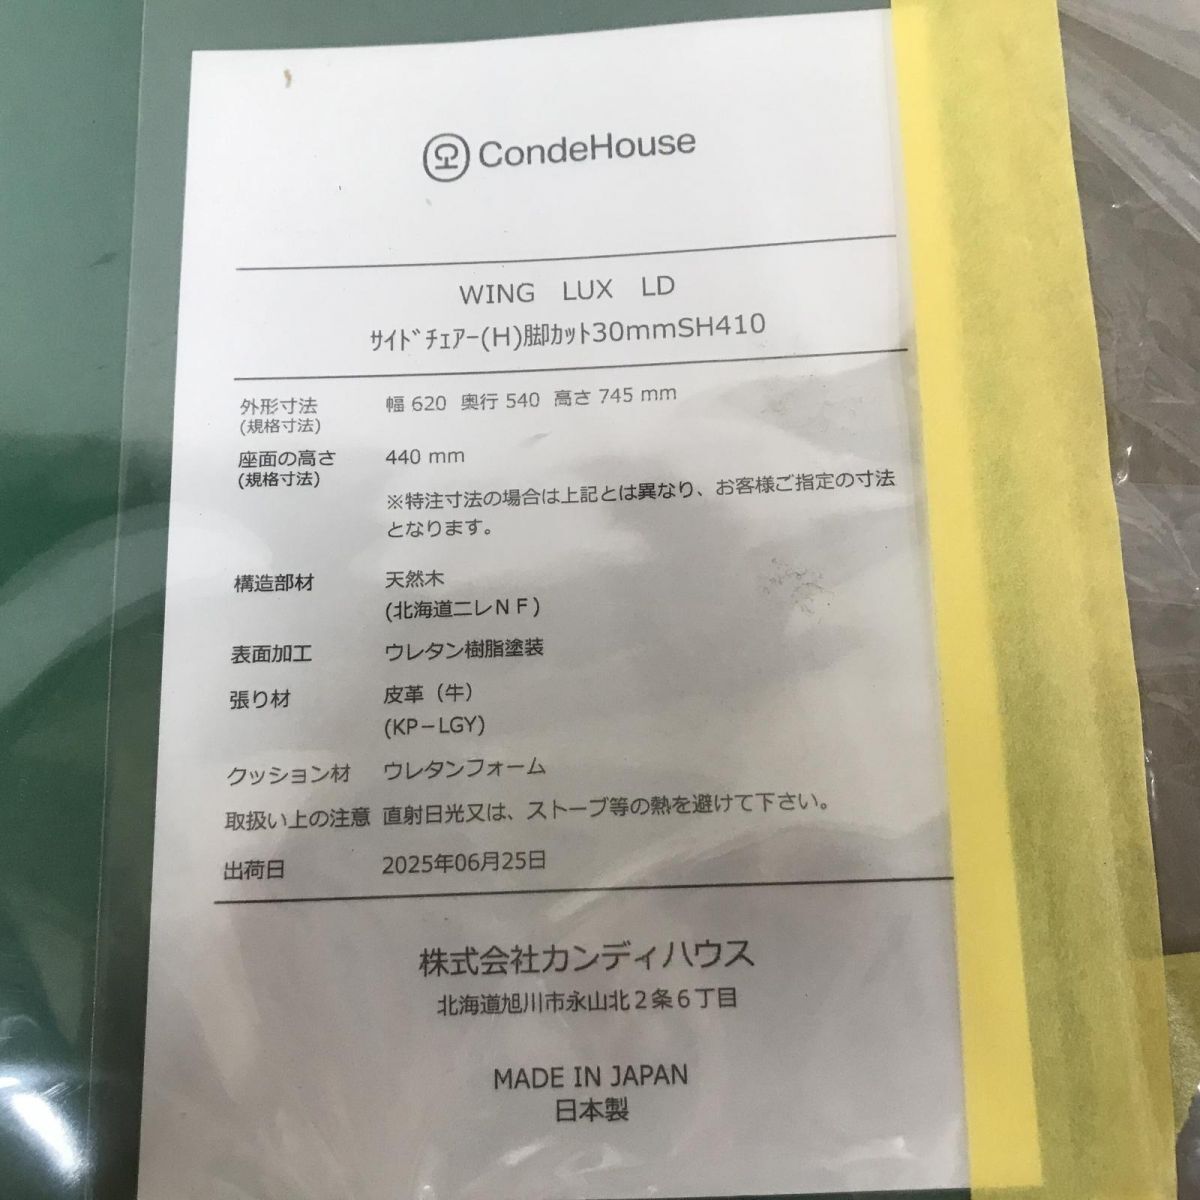 CondeHouse
WING LUX LD
ｻｲﾄﾞﾁｪｱｰ(H)脚ｶｯﾄ30mmSH410
外形寸法 幅 620 奥行 540 高さ 745 mm
(規格寸法)
座面の高さ 440 mm
(規格寸法)
※特注寸法の場合は上記とは異なり、お客様ご指定の寸法
となります。
構造部材 天然木
(北海道ニレＮＦ)
表面加工 ウレタン樹脂塗装
張り材 皮革（牛）
(KP－LGY)
クッション材 ウレタンフォーム
取扱い上の注意 直射日光又は、ストーブ等の熱を避けて下さい。
出荷日 2025年06月25日
株式会社カンディハウス
北海道旭川市永山北２条６丁目
MADE IN JAPAN
日本製